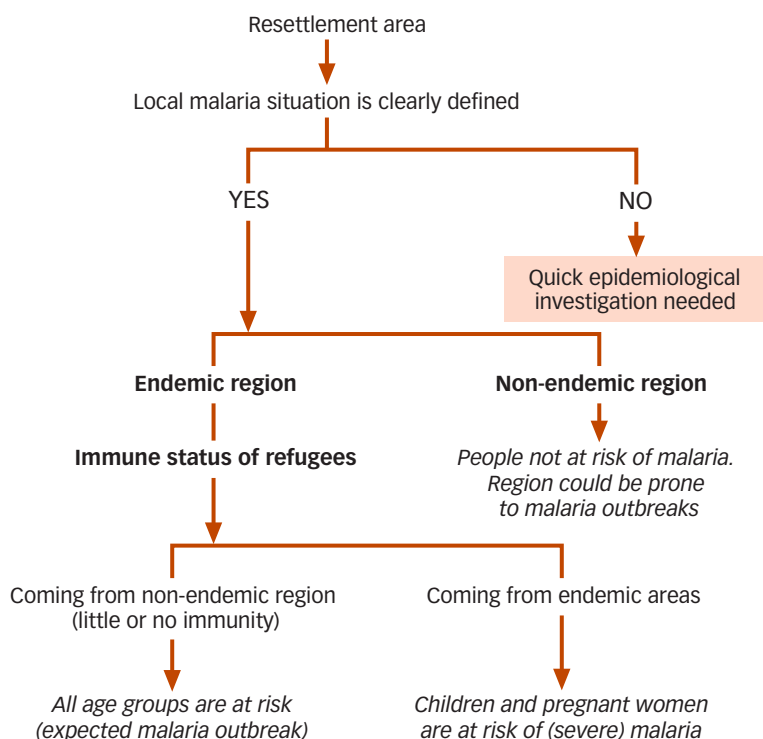 Resettlement area
Local malaria situation is clearly defined
YES
NO
Quick epidemiological
investigation needed
Endemic region
Non-endemic region
Immune status of refugees
People not at risk of malaria.
Region could be prone
to malaria outbreaks
Coming from non-endemic region
(little or no immunity)
Coming from endemic areas
All age groups are at risk
(expected malaria outbreak)
Children and pregnant women
are at risk of (severe) malaria